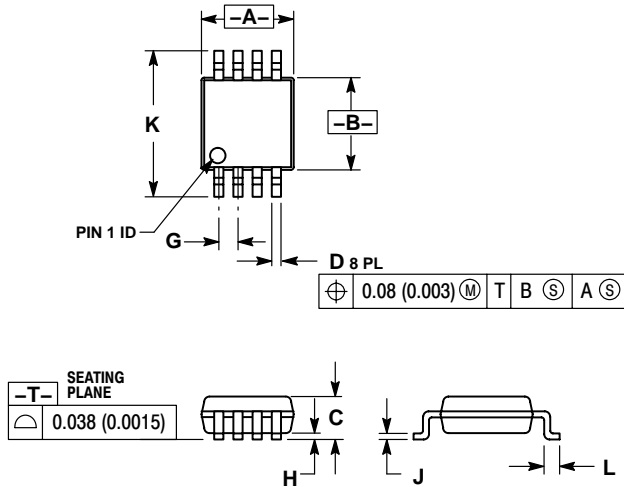 –A–
K
–B–
PIN 1 ID
G
D 8 PL
⌖ 0.08 (0.003) Ⓜ T B Ⓢ A Ⓢ
–T– SEATING
PLANE
⌓ 0.038 (0.0015)
C
H
J
L